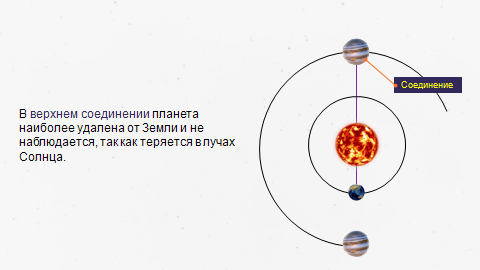 Соединение
В верхнем соединении планета
наиболее удалена от Земли и не
наблюдается, так как теряется в лучах
Солнца.